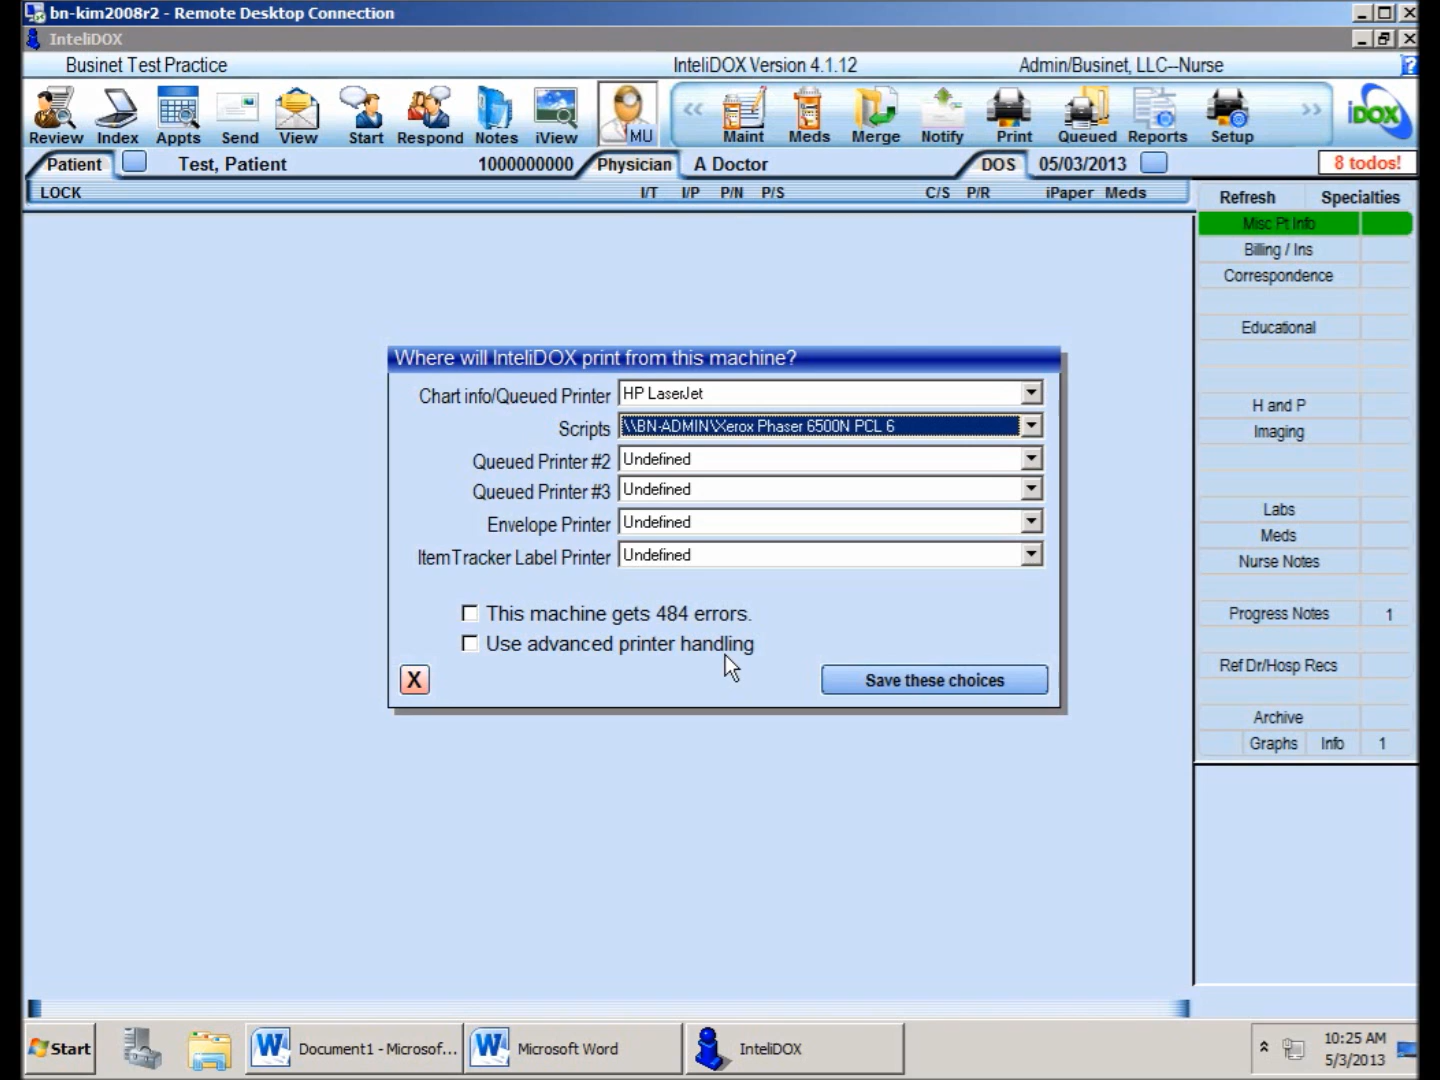 bn-kim2008r2 - Remote Desktop Connection
InteliDOX
Businet Test Practice InteliDOX Version 4.1.12 Admin/Businet, LLC--Nurse ?
Review Index Appts Send View Start Respond Notes iView MU << Maint Meds Merge Notify Print Queued Reports Setup >> iDOX
Patient Test, Patient 1000000000 Physician A Doctor DOS 05/03/2013 8 todos!
LOCK I/T I/P P/N P/S C/S P/R iPaper Meds
Refresh Specialties
Misc Pt Info
Billing / Ins
Correspondence
Educational
H and P
Imaging
Labs
Meds
Nurse Notes
Progress Notes 1
Ref Dr/Hosp Recs
Archive
Graphs Info 1
Where will InteliDOX print from this machine?
Chart info/Queued Printer HP LaserJet
Scripts \\BN-ADMIN\Xerox Phaser 6500N PCL 6
Queued Printer #2 Undefined
Queued Printer #3 Undefined
Envelope Printer Undefined
ItemTracker Label Printer Undefined
This machine gets 484 errors.
Use advanced printer handling
X Save these choices
Start Document1 - Microsof... Microsoft Word InteliDOX 10:25 AM
5/3/2013